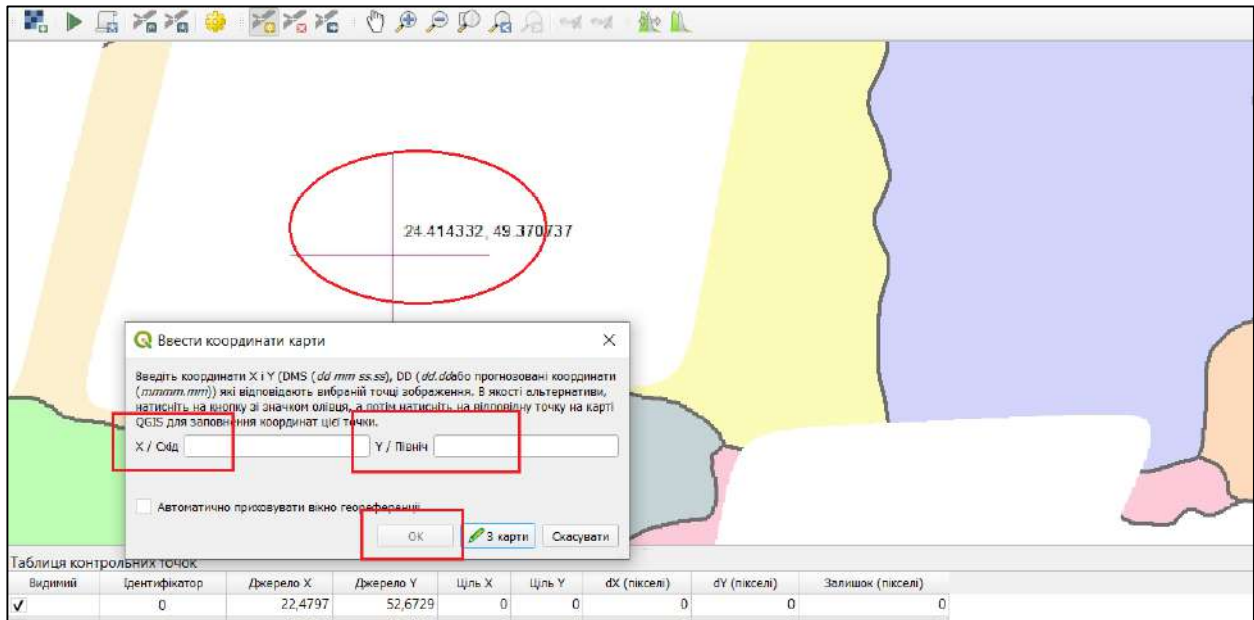 24.414332, 49.370737
Ввести координати карти
Введіть координати X і Y (DMS (dd mm ss.ss), DD (dd.ddабо прогнозовані координати
(mmmm.mm)) які відповідають вибраній точці зображення. В якості альтернативи,
натисніть на кнопку зі значком олівця, а потім натисніть на відповідну точку на карті
QGIS для заповнення координат цієї точки.
X / Схід Y / Північ
Автоматично приховувати вікно геореференції
OK З карти Скасувати
Таблиця контрольних точок
Видимий Ідентифікатор Джерело X Джерело Y Ціль X Ціль Y dX (пікселі) dY (пікселі) Залишок (пікселі)
0 22,4797 52,6729 0 0 0 0 0